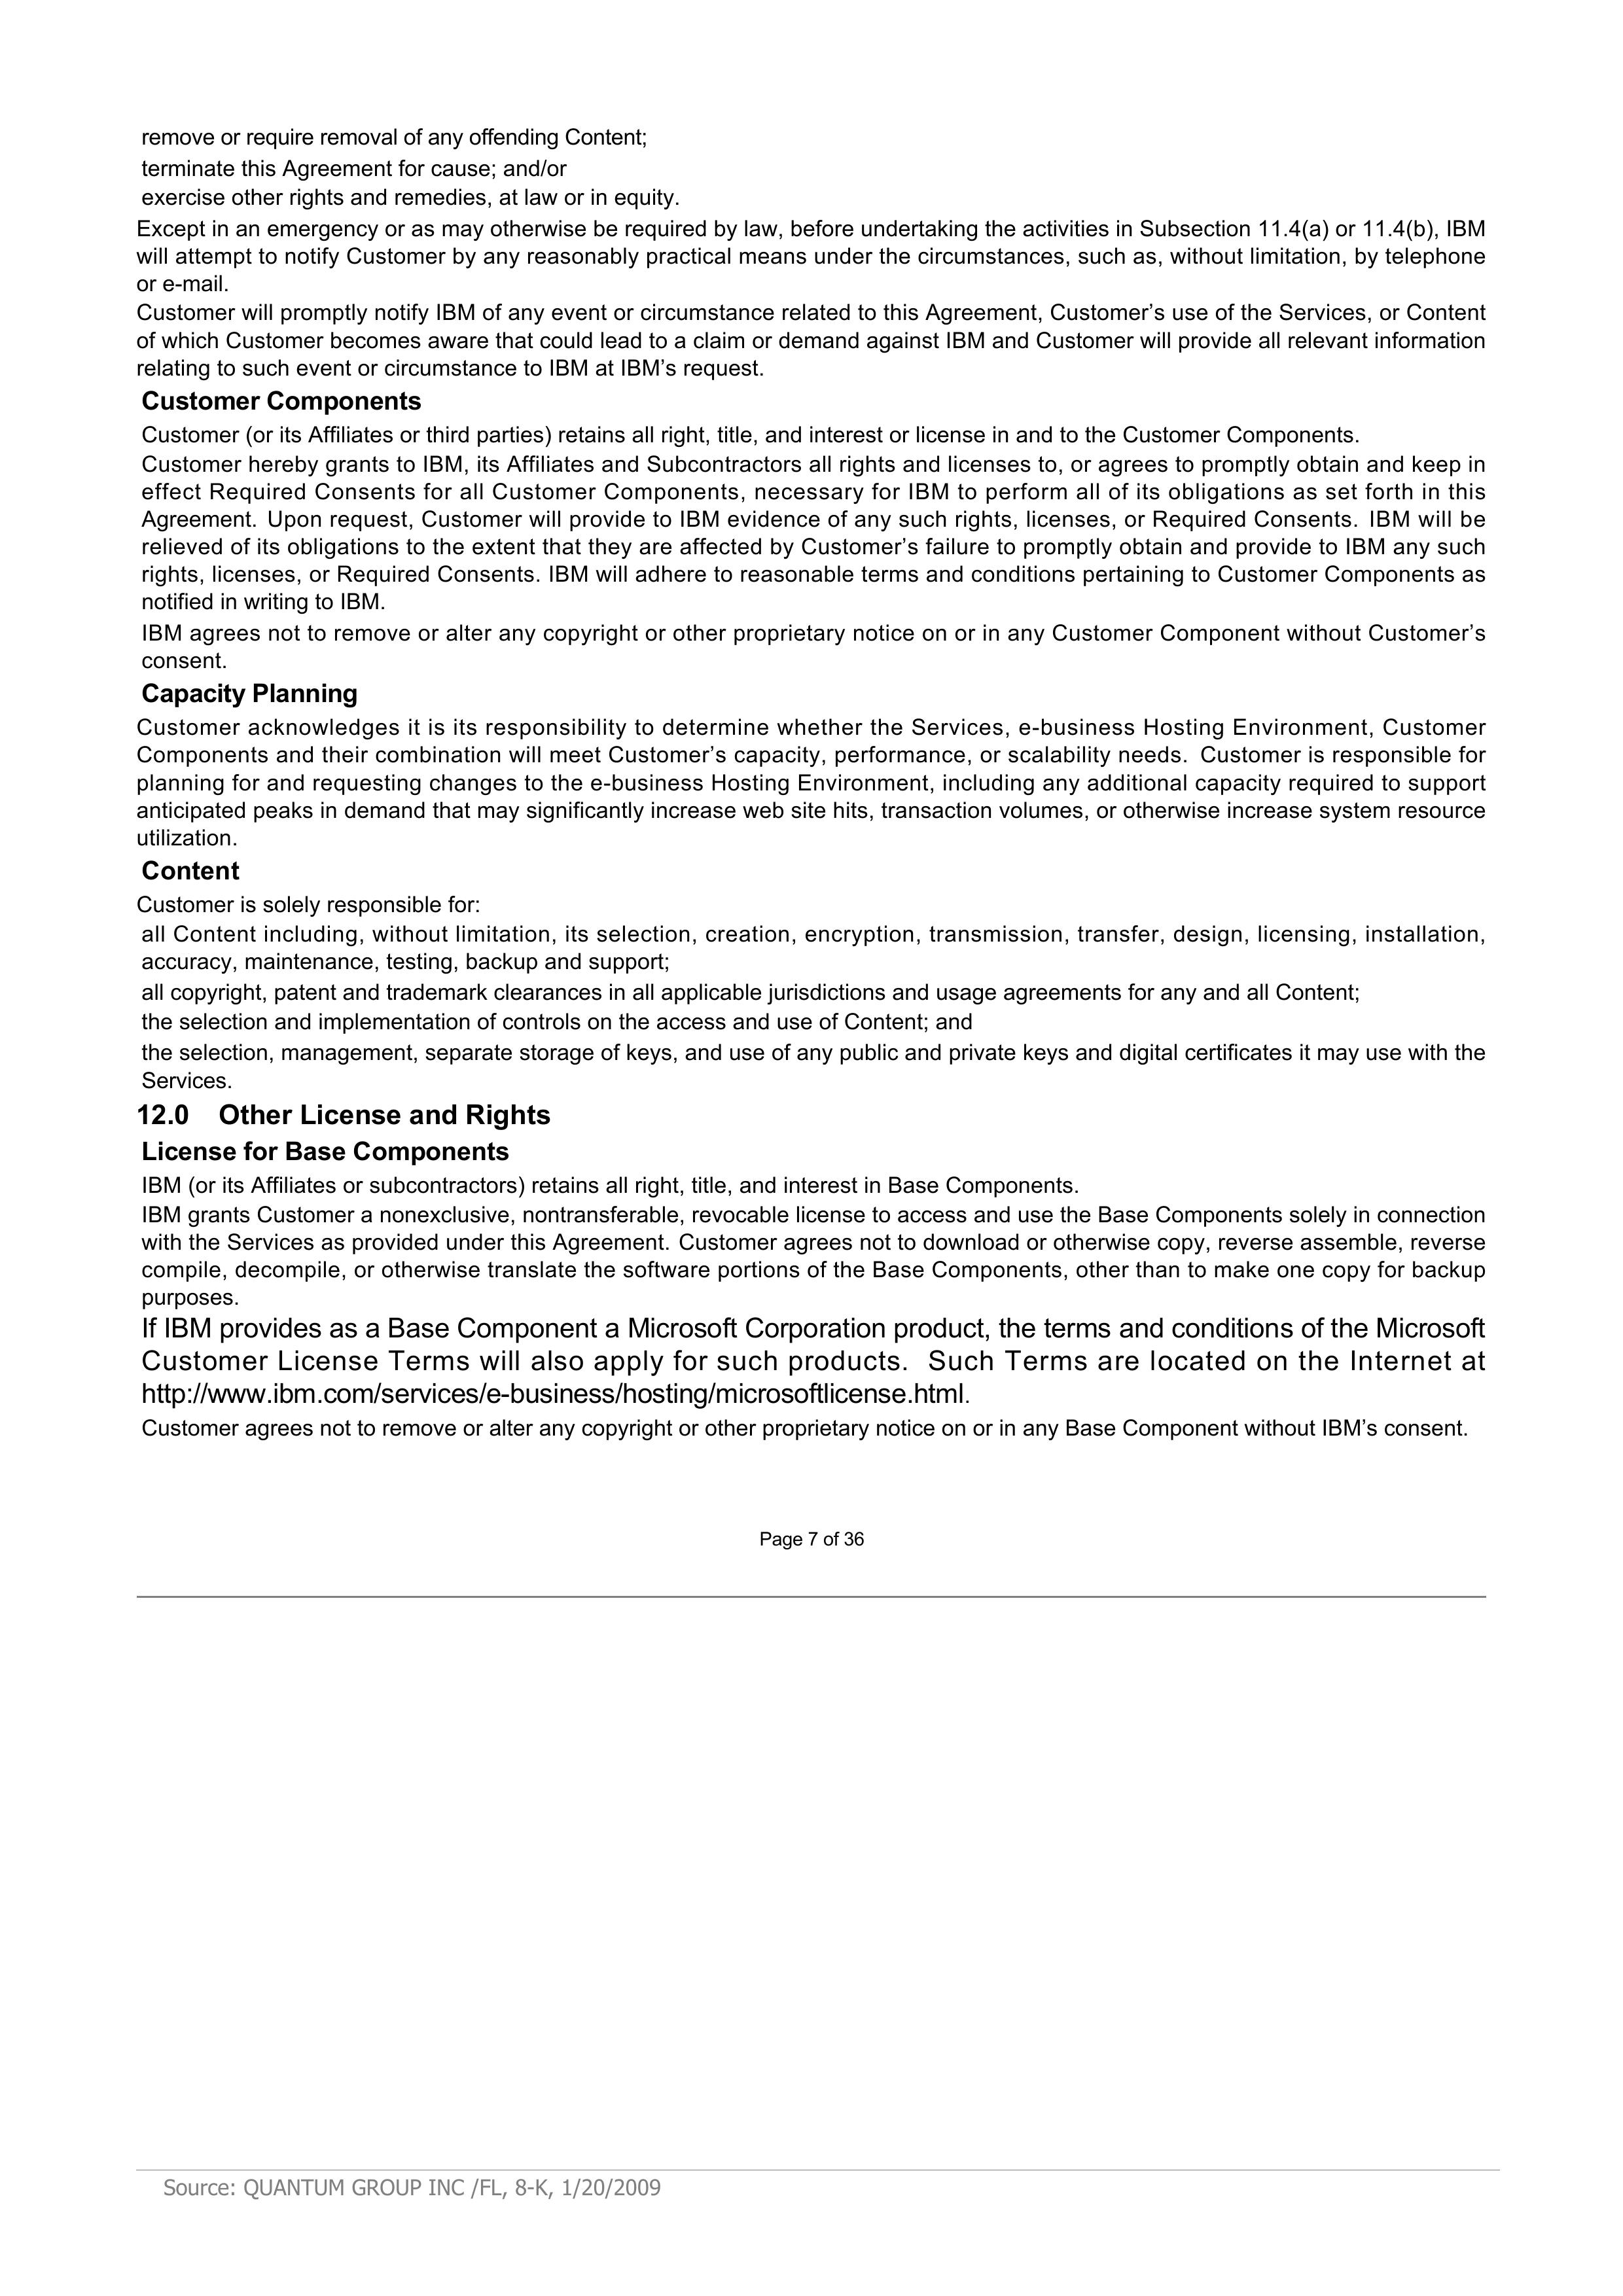 remove or require removal of any offending Content;
terminate this Agreement for cause; and/or
exercise other rights and remedies, at law or in equity.
Except in an emergency or as may otherwise be required by law, before undertaking the activities in Subsection 11.4(a) or 11.4(b), IBM
will attempt to notify Customer by any reasonably practical means under the circumstances, such as, without limitation, by telephone
or e-mail.
Customer will promptly notify IBM of any event or circumstance related to this Agreement, Customer’s use of the Services, or Content
of which Customer becomes aware that could lead to a claim or demand against IBM and Customer will provide all relevant information
relating to such event or circumstance to IBM at IBM’s request.
Customer Components
Customer (or its Affiliates or third parties) retains all right, title, and interest or license in and to the Customer Components.
Customer hereby grants to IBM, its Affiliates and Subcontractors all rights and licenses to, or agrees to promptly obtain and keep in
effect Required Consents for all Customer Components, necessary for IBM to perform all of its obligations as set forth in this
Agreement. Upon request, Customer will provide to IBM evidence of any such rights, licenses, or Required Consents. IBM will be
relieved of its obligations to the extent that they are affected by Customer’s failure to promptly obtain and provide to IBM any such
rights, licenses, or Required Consents. IBM will adhere to reasonable terms and conditions pertaining to Customer Components as
notified in writing to IBM.
IBM agrees not to remove or alter any copyright or other proprietary notice on or in any Customer Component without Customer’s
consent.
Capacity Planning
Customer acknowledges it is its responsibility to determine whether the Services, e-business Hosting Environment, Customer
Components and their combination will meet Customer’s capacity, performance, or scalability needs. Customer is responsible for
planning for and requesting changes to the e-business Hosting Environment, including any additional capacity required to support
anticipated peaks in demand that may significantly increase web site hits, transaction volumes, or otherwise increase system resource
utilization.
Content
Customer is solely responsible for:
all Content including, without limitation, its selection, creation, encryption, transmission, transfer, design, licensing, installation,
accuracy, maintenance, testing, backup and support;
all copyright, patent and trademark clearances in all applicable jurisdictions and usage agreements for any and all Content;
the selection and implementation of controls on the access and use of Content; and
the selection, management, separate storage of keys, and use of any public and private keys and digital certificates it may use with the
Services.
12.0 Other License and Rights
License for Base Components
IBM (or its Affiliates or subcontractors) retains all right, title, and interest in Base Components.
IBM grants Customer a nonexclusive, nontransferable, revocable license to access and use the Base Components solely in connection
with the Services as provided under this Agreement. Customer agrees not to download or otherwise copy, reverse assemble, reverse
compile, decompile, or otherwise translate the software portions of the Base Components, other than to make one copy for backup
purposes.
If IBM provides as a Base Component a Microsoft Corporation product, the terms and conditions of the Microsoft
Customer License Terms will also apply for such products. Such Terms are located on the Internet at
http://www.ibm.com/services/e-business/hosting/microsoftlicense.html.
Customer agrees not to remove or alter any copyright or other proprietary notice on or in any Base Component without IBM’s consent.
Page 7 of 36
Source: QUANTUM GROUP INC /FL, 8-K, 1/20/2009